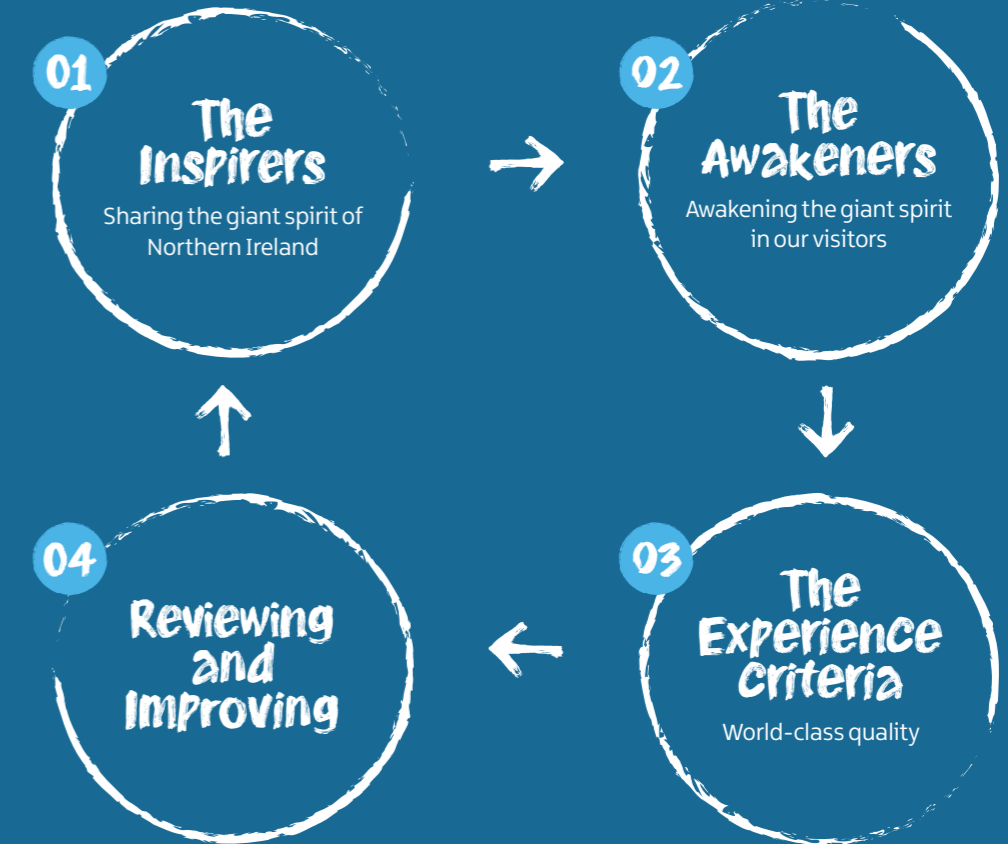 01
The
Inspirers
Sharing the giant spirit of
Northern Ireland
02
The
Awakeners
Awakening the giant spirit
in our visitors
03
The
Experience
Criteria
World-class quality
04
Reviewing
and
Improving